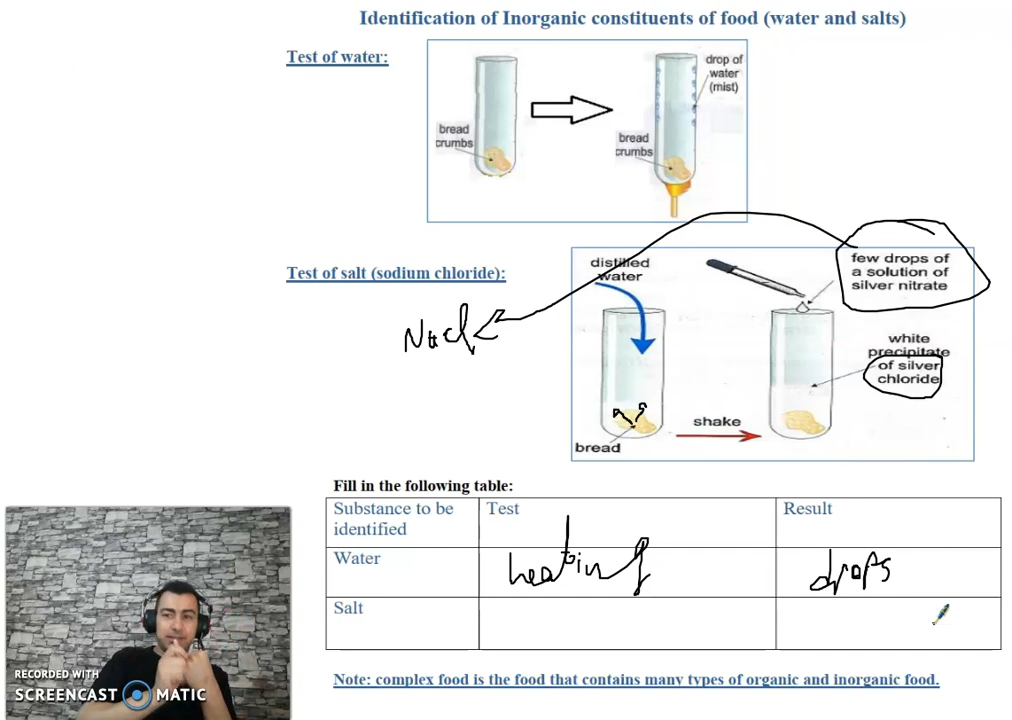 Identification of Inorganic constituents of food (water and salts)
Test of water:
bread
crumbs
bread
crumbs
drop of
water
(mist)
Test of salt (sodium chloride):
distilled
water
few drops of
a solution of
silver nitrate
Nacl
white
precipitate
of silver
chloride
shake
bread
Fill in the following table:
Substance to be identified Test Result
Water heating drops
Salt
RECORDED WITH
SCREENCAST MATIC
Note: complex food is the food that contains many types of organic and inorganic food.